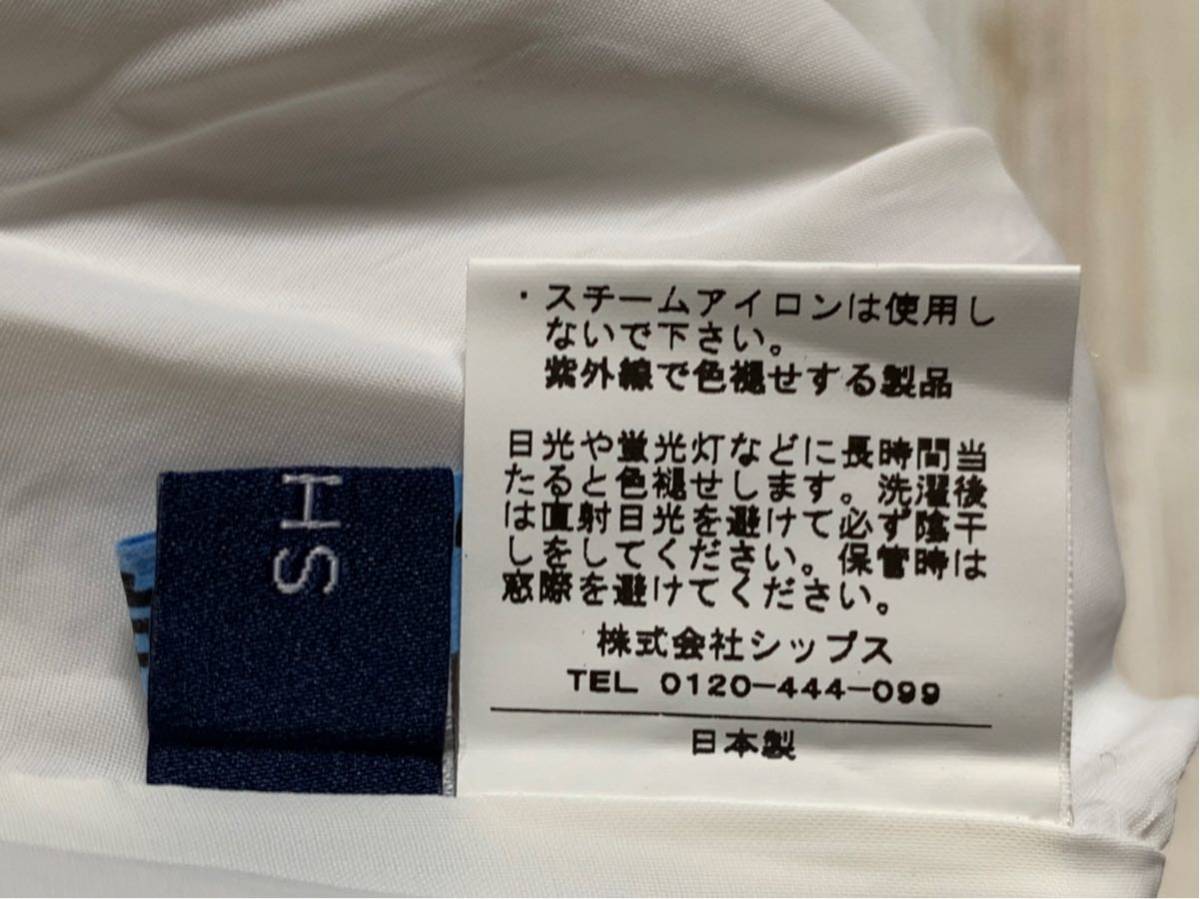 ・スチームアイロンは使用し
ないで下さい。
紫外線で色褪せする製品
日光や蛍光灯などに長時間当
たると色褪せします。洗濯後
は直射日光を避けて必ず陰干
しをしてください。保管時は
窓際を避けてください。
株式会社シップス
TEL 0120-444-099
日本製
SH